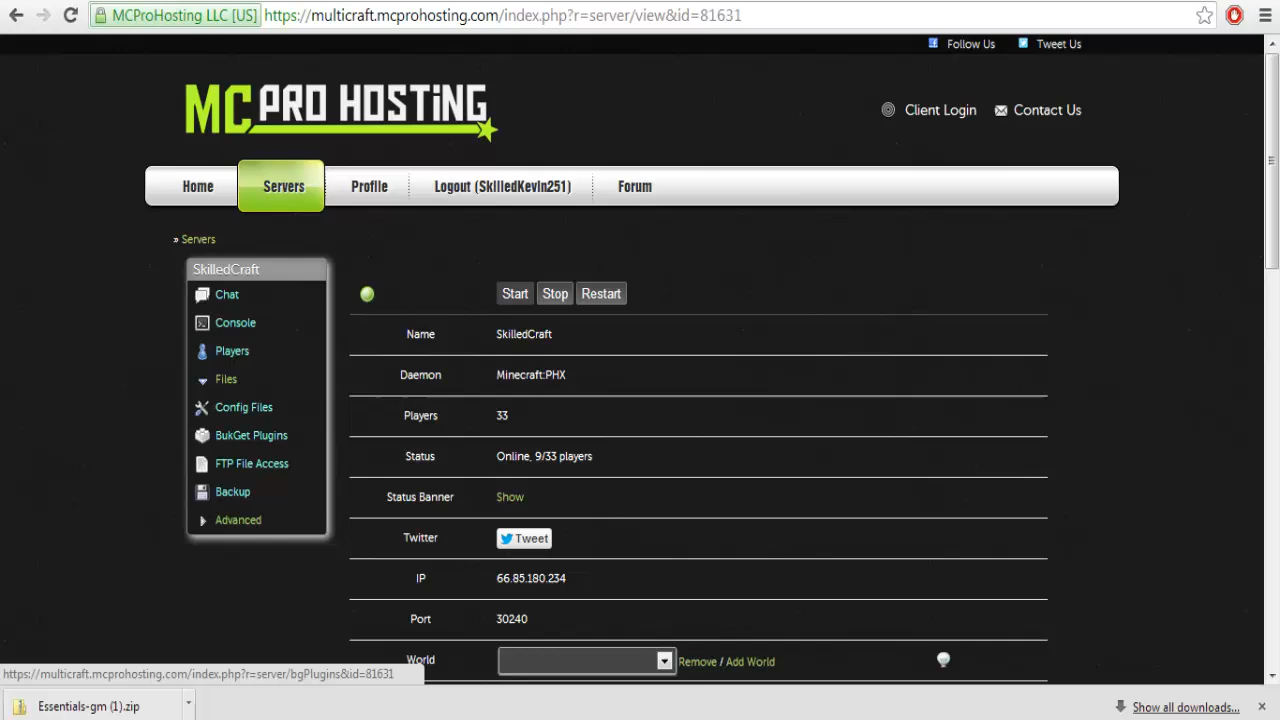 MCProHosting LLC [US] https://multicraft.mcprohosting.com/index.php?r=server/view&id=81631
Follow Us Tweet Us
MC PRO HOSTiNG
Client Login Contact Us
Home Servers Profile Logout (SkilledKevin251) Forum
» Servers
SkilledCraft
Chat
Console
Players
Files
Config Files
BukGet Plugins
FTP File Access
Backup
Advanced
Start Stop Restart
Name SkilledCraft
Daemon Minecraft:PHX
Players 33
Status Online, 9/33 players
Status Banner Show
Twitter Tweet
IP 66.85.180.234
Port 30240
World Remove / Add World
https://multicraft.mcprohosting.com/index.php?r=server/bgPlugins&id=81631
Essentials-gm (1).zip
Show all downloads...